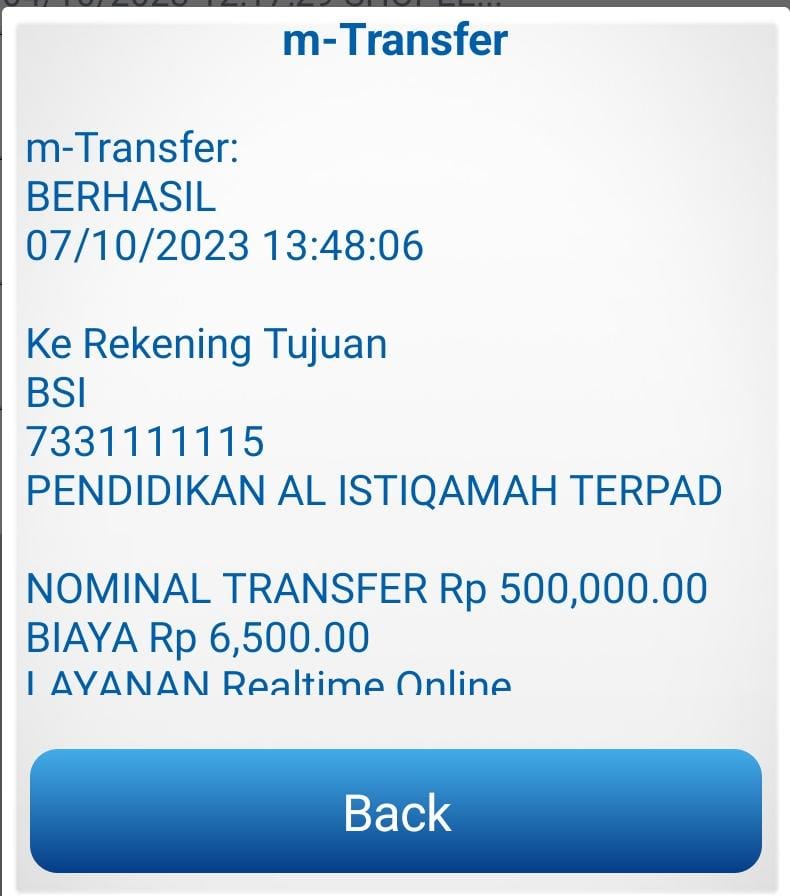 m-Transfer
m-Transfer:
BERHASIL
07/10/2023 13:48:06
Ke Rekening Tujuan
BSI
7331111115
PENDIDIKAN AL ISTIQAMAH TERPAD
NOMINAL TRANSFER Rp 500,000.00
BIAYA Rp 6,500.00
LAYANAN Realtime Online
Back